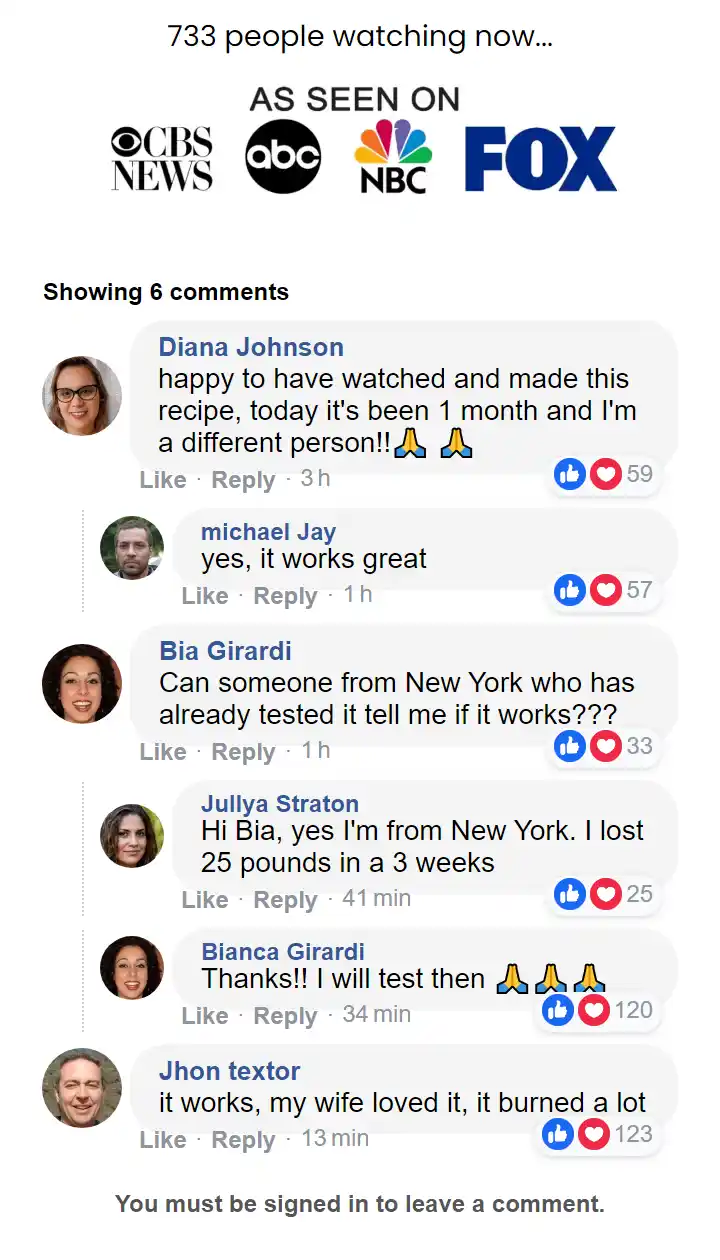 733 people watching now...
AS SEEN ON
CBS NEWS abc NBC FOX
Showing 6 comments
Diana Johnson
happy to have watched and made this
recipe, today it's been 1 month and I'm
a different person!!🙏 🙏
Like · Reply · 3 h 59
michael Jay
yes, it works great
Like · Reply · 1 h 57
Bia Girardi
Can someone from New York who has
already tested it tell me if it works???
Like · Reply · 1 h 33
Jullya Straton
Hi Bia, yes I'm from New York. I lost
25 pounds in a 3 weeks
Like · Reply · 41 min 25
Bianca Girardi
Thanks!! I will test then 🙏🙏🙏
Like · Reply · 34 min 120
Jhon textor
it works, my wife loved it, it burned a lot
Like · Reply · 13 min 123
You must be signed in to leave a comment.